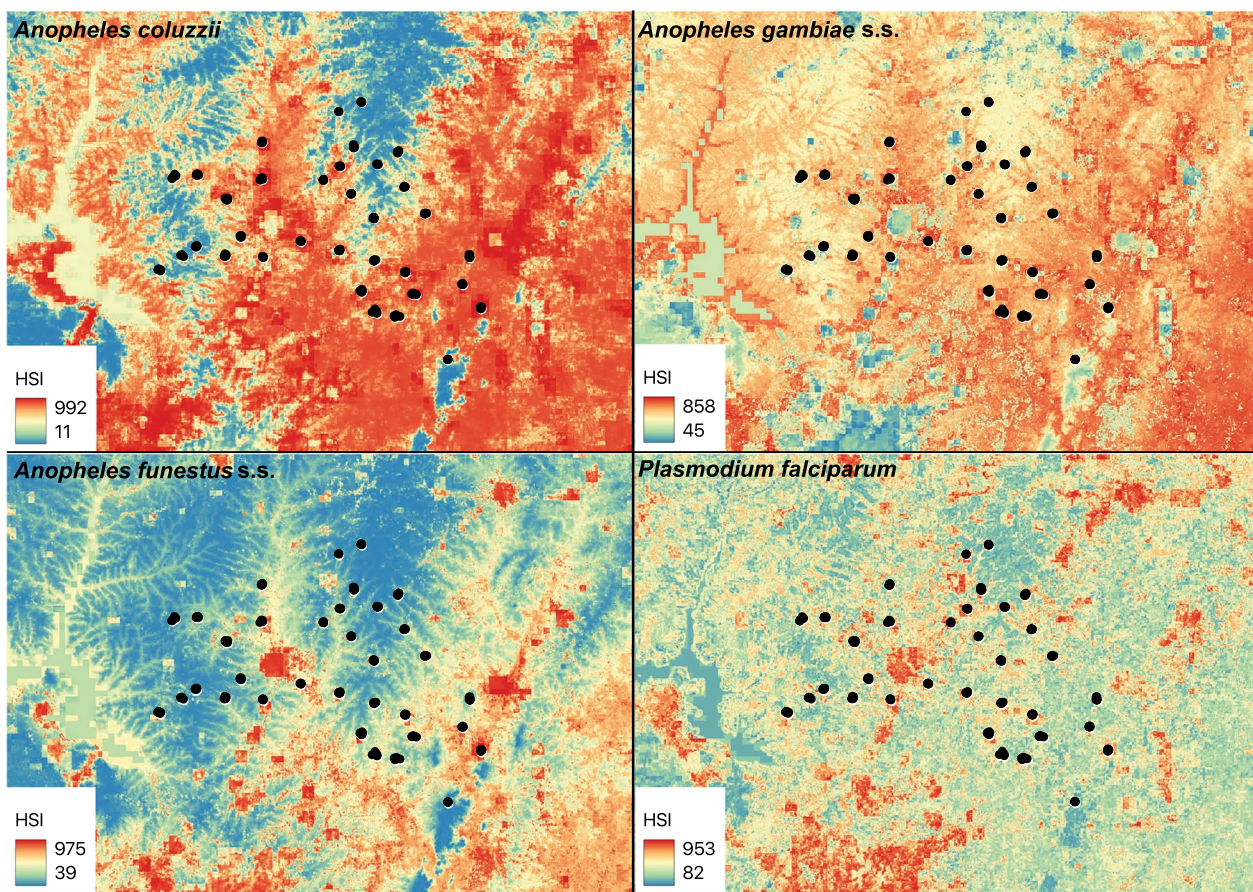 Anopheles coluzzii
HSI
992
11
Anopheles gambiae s.s.
HSI
858
45
Anopheles funestus s.s.
HSI
975
39
Plasmodium falciparum
HSI
953
82